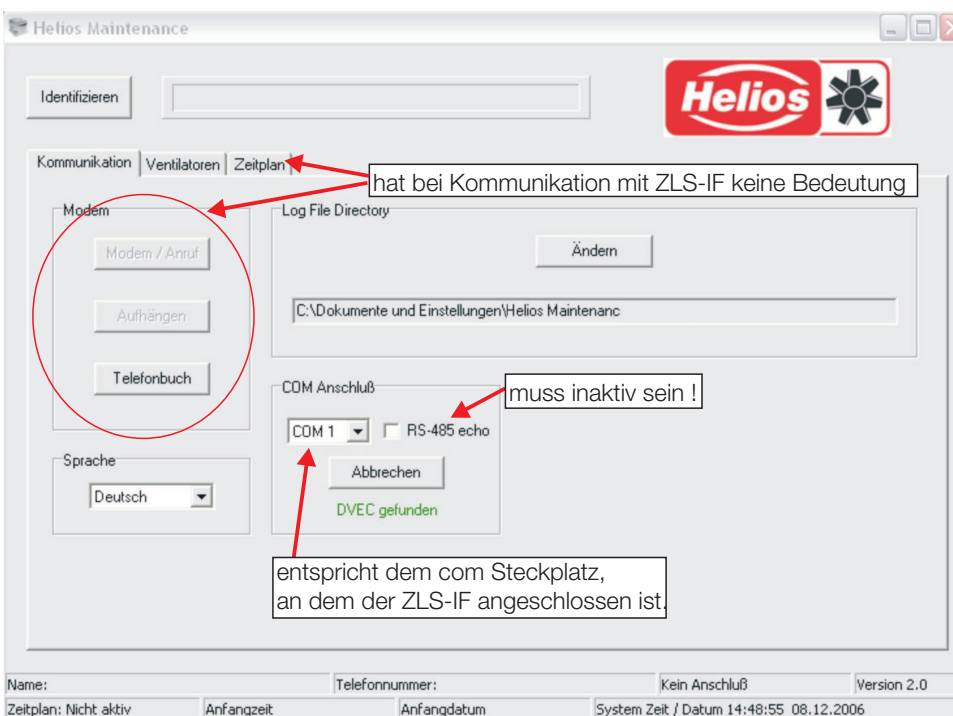 Helios Maintenance
Identifizieren
Helios
Kommunikation Ventilatoren Zeitplan
hat bei Kommunikation mit ZLS-IF keine Bedeutung
Modem
Modem / Anruf
Aufhängen
Telefonbuch
Log File Directory
Ändern
C:\Dokumente und Einstellungen\Helios Maintenanc
COM Anschluß
muss inaktiv sein !
COM 1 RS-485 echo
Abbrechen
DVEC gefunden
Sprache
Deutsch
entspricht dem com Steckplatz,
an dem der ZLS-IF angeschlossen ist.
Name: Telefonnummer: Kein Anschluß Version 2.0
Zeitplan: Nicht aktiv Anfangzeit Anfangdatum System Zeit / Datum 14:48:55 08.12.2006